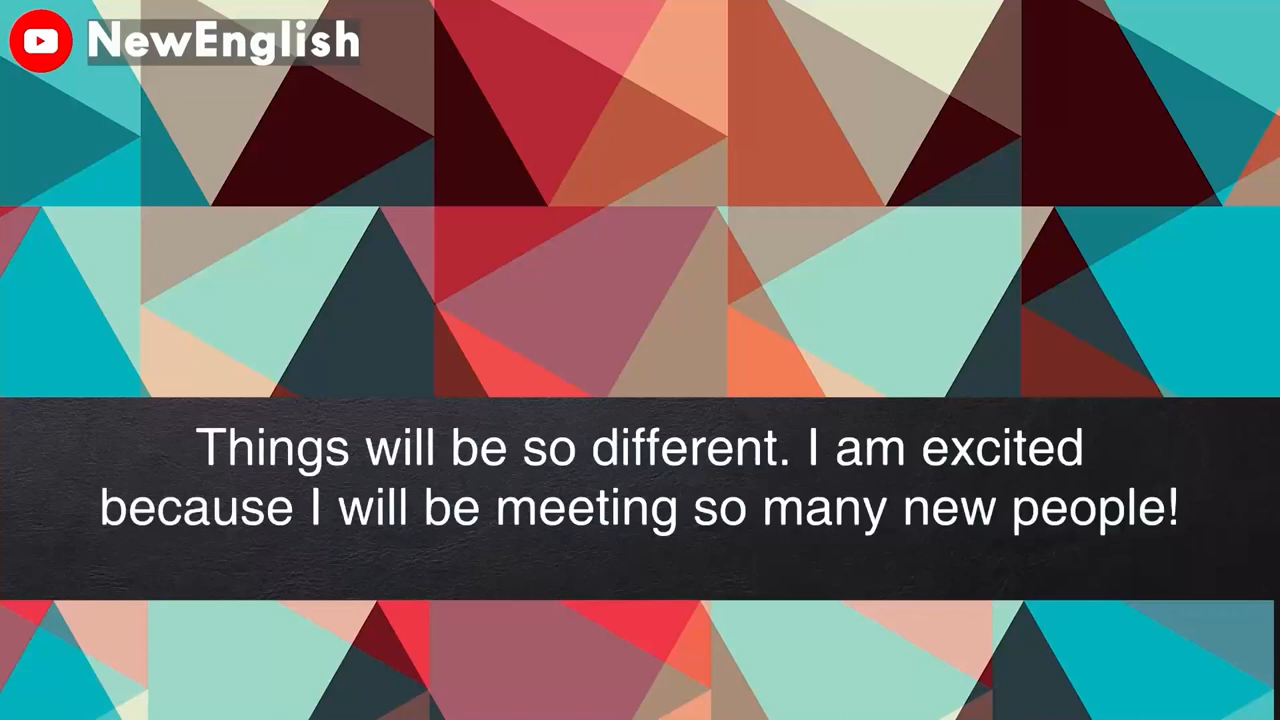 NewEnglish
Things will be so different. I am excited
because I will be meeting so many new people!